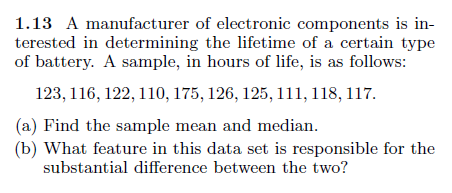 1.13 A manufacturer of electronic components is in-
terested in determining the lifetime of a certain type
of battery. A sample, in hours of life, is as follows:
123, 116, 122, 110, 175, 126, 125, 111, 118, 117.
(a) Find the sample mean and median.
(b) What feature in this data set is responsible for the
substantial difference between the two?